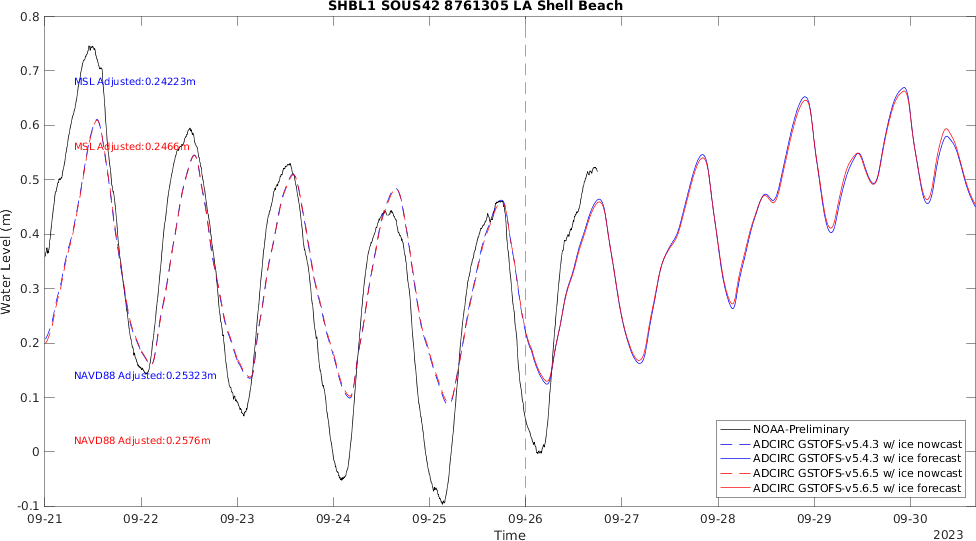 SHBL1 SOUS42 8761305 LA Shell Beach
0.8
0.7
0.6
0.5
0.4
0.3
0.2
0.1
0
-0.1
Water Level (m)
MSL Adjusted:0.24223m
MSL Adjusted:0.2466m
NAVD88 Adjusted:0.25323m
NAVD88 Adjusted:0.2576m
NOAA-Preliminary
ADCIRC GSTOFS-v5.4.3 w/ ice nowcast
ADCIRC GSTOFS-v5.4.3 w/ ice forecast
ADCIRC GSTOFS-v5.6.5 w/ ice nowcast
ADCIRC GSTOFS-v5.6.5 w/ ice forecast
09-21 09-22 09-23 09-24 09-25 09-26 09-27 09-28 09-29 09-30
Time
2023